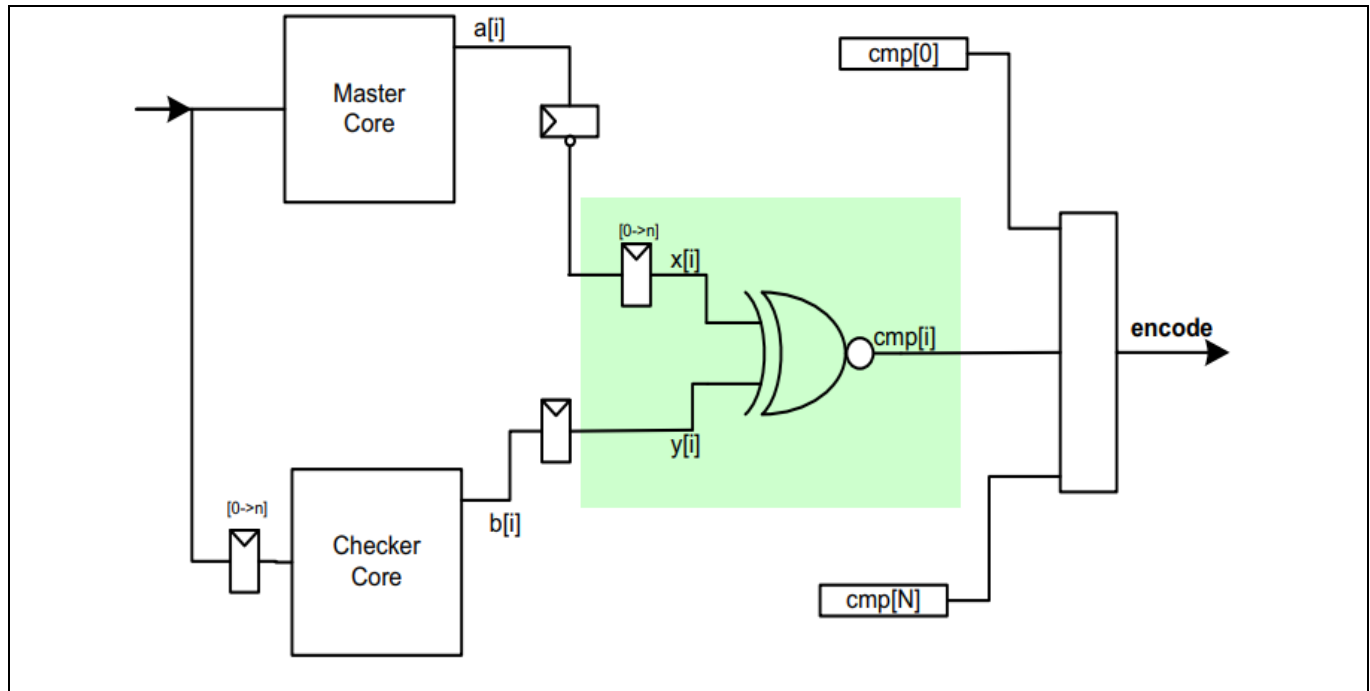 a[i]
cmp[0]
Master
Core
[0->n]
x[i]
encode
cmp[i]
y[i]
[0->n]
b[i]
Checker
Core
cmp[N]